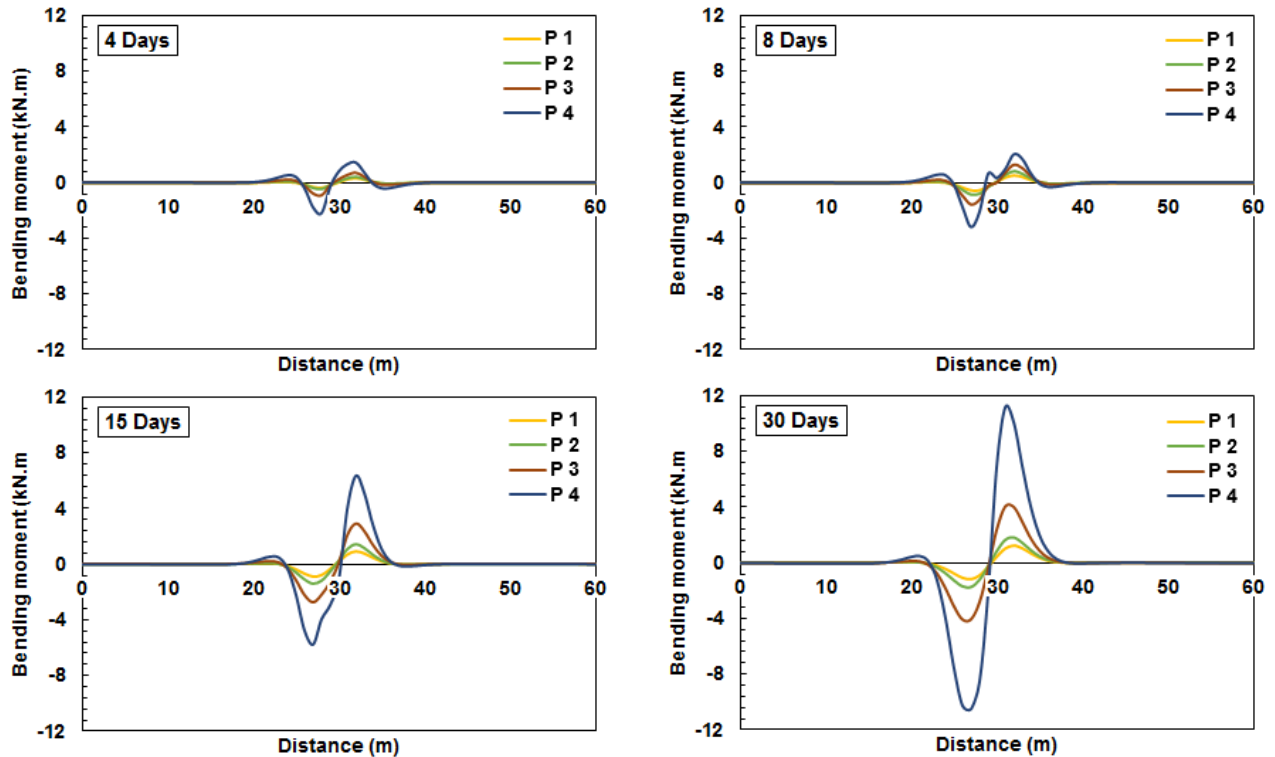 4 Days
P 1
P 2
P 3
P 4
12
8
4
0
-4
-8
-12
0
10
20
30
40
50
60
Bending moment (kN.m)
Distance (m)
8 Days
P 1
P 2
P 3
P 4
12
8
4
0
-4
-8
-12
0
10
20
30
40
50
60
Bending moment (kN.m
Distance (m)
15 Days
P 1
P 2
P 3
P 4
12
8
4
0
-4
-8
-12
0
10
20
30
40
50
60
Bending moment (kN.m
Distance (m)
30 Days
P 1
P 2
P 3
P 4
12
8
4
0
-4
-8
-12
0
10
20
30
40
50
60
Bending moment (kN.m
Distance (m)